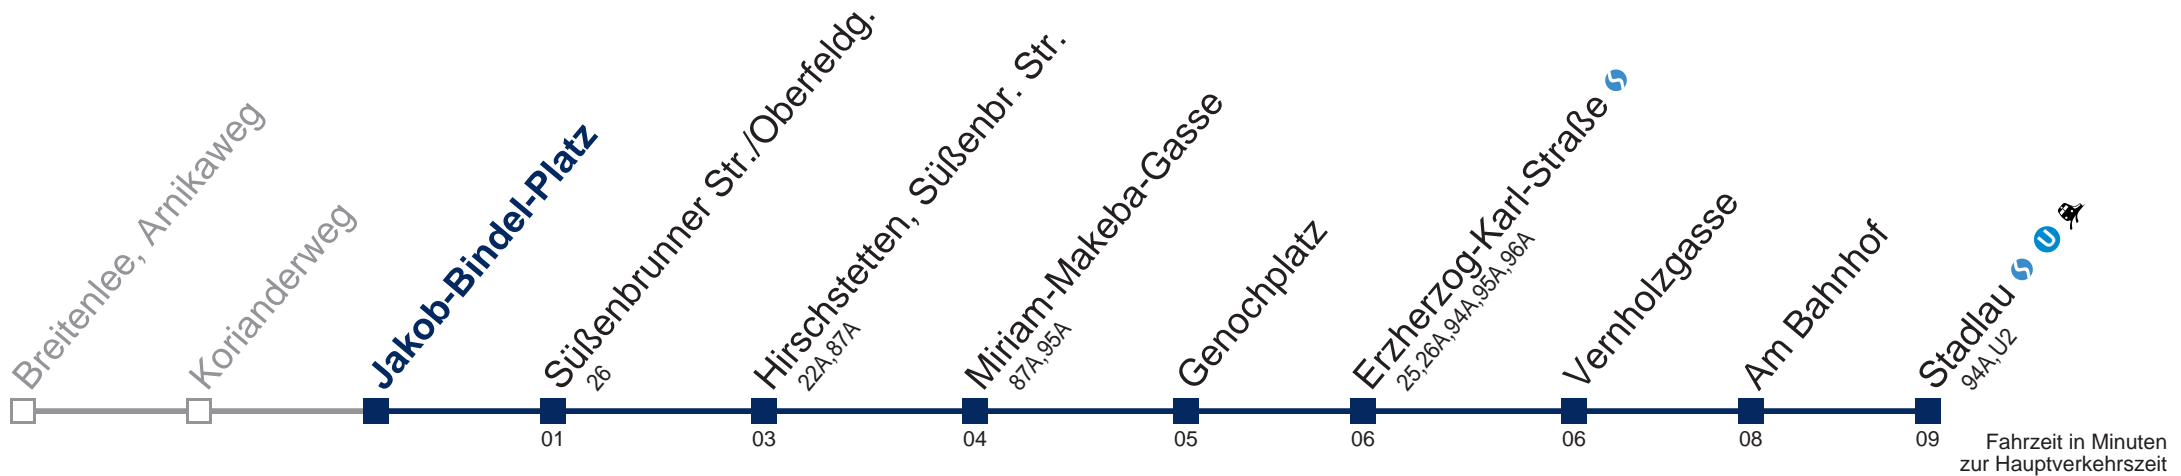 Breitenlee, Arnikaweg
Korianderweg
Jakob-Bindel-Platz
Süßenbrunner Str./Oberfeldg.
26
Hirschstetten, Süßenbr. Str.
22A,87A
Miriam-Makeba-Gasse
87A,95A
Genochplatz
Erzherzog-Karl-Straße
25,26A,94A,95A,96A
Vernholzgasse
Am Bahnhof
Stadlau U
94A,U2
01
03
04
05
06
06
08
09
Fahrzeit in Minuten
zur Hauptverkehrszeit